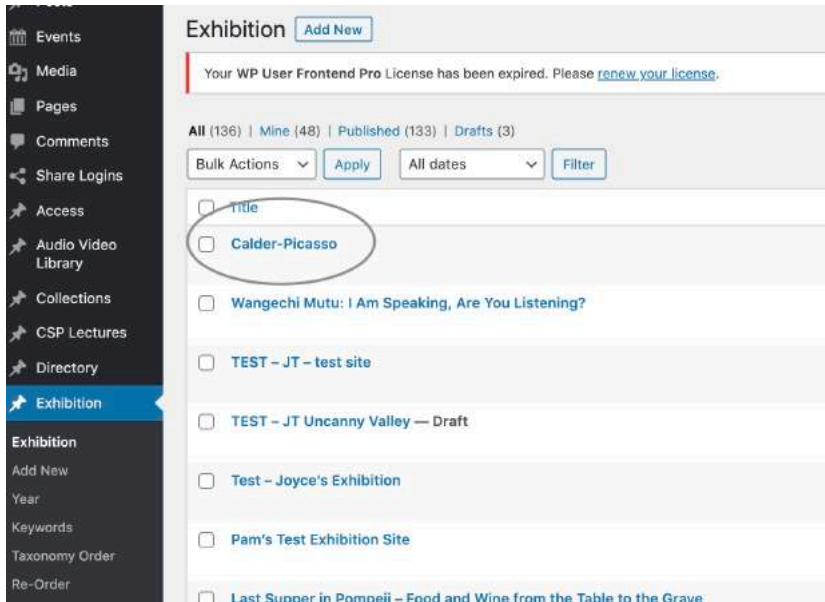 Posts
Events
Media
Pages
Comments
Share Logins
Access
Audio Video
Library
Collections
CSP Lectures
Directory
Exhibition
Exhibition
Add New
Year
Keywords
Taxonomy Order
Re-Order
Exhibition Add New
Your WP User Frontend Pro License has been expired. Please renew your license.
All (136) | Mine (48) | Published (133) | Drafts (3)
Bulk Actions Apply All dates Filter
Title
Calder-Picasso
Wangechi Mutu: I Am Speaking, Are You Listening?
TEST – JT – test site
TEST – JT Uncanny Valley — Draft
Test – Joyce's Exhibition
Pam's Test Exhibition Site
Last Supper in Pompeii – Food and Wine from the Table to the Grave